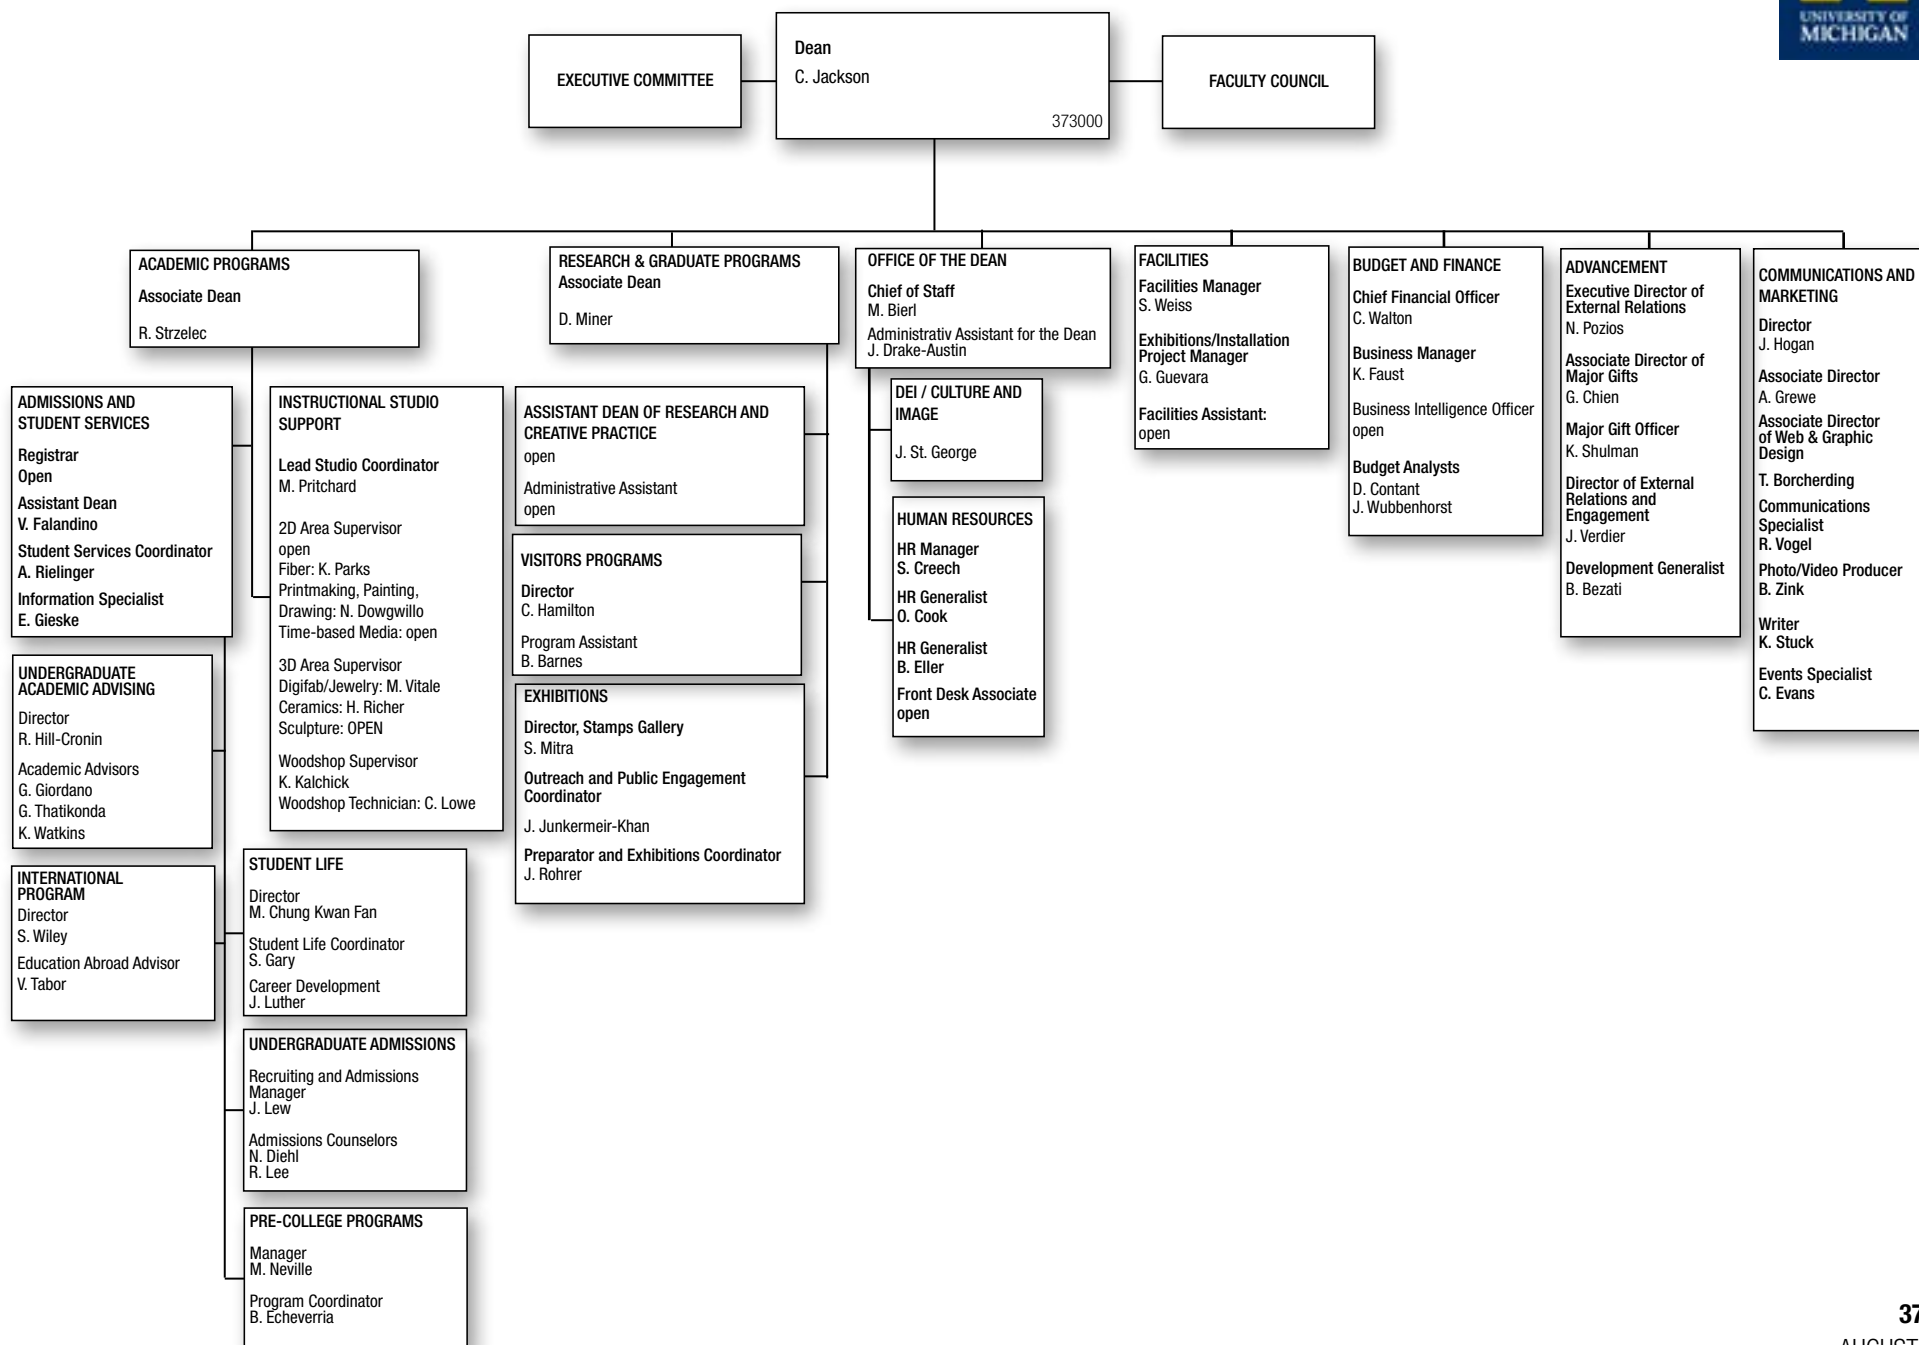 UNIVERSITY OF
MICHIGAN
EXECUTIVE COMMITTEE
Dean
C. Jackson
373000
FACULTY COUNCIL
ACADEMIC PROGRAMS
Associate Dean
R. Strzelec
RESEARCH & GRADUATE PROGRAMS
Associate Dean
D. Miner
OFFICE OF THE DEAN
Chief of Staff
M. Bierl
Administrativ Assistant for the Dean
J. Drake-Austin
FACILITIES
Facilities Manager
S. Weiss
Exhibitions/Installation
Project Manager
G. Guevara
Facilities Assistant:
open
BUDGET AND FINANCE
Chief Financial Officer
C. Walton
Business Manager
K. Faust
Business Intelligence Officer
open
Budget Analysts
D. Contant
J. Wubbenhorst
ADVANCEMENT
Executive Director of
External Relations
N. Pozios
Associate Director of
Major Gifts
G. Chien
Major Gift Officer
K. Shulman
Director of External
Relations and
Engagement
J. Verdier
Development Generalist
B. Bezati
COMMUNICATIONS AND
MARKETING
Director
J. Hogan
Associate Director
A. Grewe
Associate Director
of Web & Graphic
Design
T. Borcherding
Communications
Specialist
R. Vogel
Photo/Video Producer
B. Zink
Writer
K. Stuck
Events Specialist
C. Evans
ADMISSIONS AND
STUDENT SERVICES
Registrar
Open
Assistant Dean
V. Falandino
Student Services Coordinator
A. Rielinger
Information Specialist
E. Gieske
INSTRUCTIONAL STUDIO
SUPPORT
Lead Studio Coordinator
M. Pritchard
2D Area Supervisor
open
Fiber: K. Parks
Printmaking, Painting,
Drawing: N. Dowgwillo
Time-based Media: open
3D Area Supervisor
Digifab/Jewelry: M. Vitale
Ceramics: H. Richer
Sculpture: OPEN
Woodshop Supervisor
K. Kalchick
Woodshop Technician: C. Lowe
ASSISTANT DEAN OF RESEARCH AND
CREATIVE PRACTICE
open
Administrative Assistant
open
VISITORS PROGRAMS
Director
C. Hamilton
Program Assistant
B. Barnes
EXHIBITIONS
Director, Stamps Gallery
S. Mitra
Outreach and Public Engagement
Coordinator
J. Junkermeir-Khan
Preparator and Exhibitions Coordinator
J. Rohrer
DEI / CULTURE AND
IMAGE
J. St. George
HUMAN RESOURCES
HR Manager
S. Creech
HR Generalist
O. Cook
HR Generalist
B. Eller
Front Desk Associate
open
UNDERGRADUATE
ACADEMIC ADVISING
Director
R. Hill-Cronin
Academic Advisors
G. Giordano
G. Thatikonda
K. Watkins
INTERNATIONAL
PROGRAM
Director
S. Wiley
Education Abroad Advisor
V. Tabor
STUDENT LIFE
Director
M. Chung Kwan Fan
Student Life Coordinator
S. Gary
Career Development
J. Luther
UNDERGRADUATE ADMISSIONS
Recruiting and Admissions
Manager
J. Lew
Admissions Counselors
N. Diehl
R. Lee
PRE-COLLEGE PROGRAMS
Manager
M. Neville
Program Coordinator
B. Echeverria
37
AUGUST